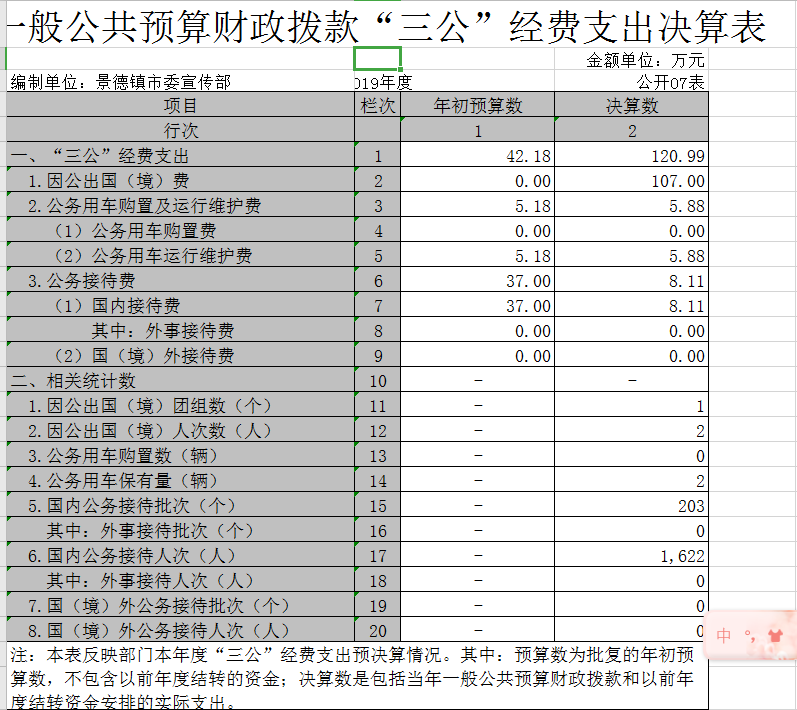 一般公共预算财政拨款“三公”经费支出决算表
金额单位：万元
编制单位：景德镇市委宣传部 019年度 公开07表
项目 栏次 年初预算数 决算数
行次 1 2
一、“三公”经费支出 1 42.18 120.99
1.因公出国（境）费 2 0.00 107.00
2.公务用车购置及运行维护费 3 5.18 5.88
（1）公务用车购置费 4 0.00 0.00
（2）公务用车运行维护费 5 5.18 5.88
3.公务接待费 6 37.00 8.11
（1）国内接待费 7 37.00 8.11
其中：外事接待费 8 0.00 0.00
（2）国（境）外接待费 9 0.00 0.00
二、相关统计数 10 - -
1.因公出国（境）团组数（个） 11 - 1
2.因公出国（境）人次数（人） 12 - 2
3.公务用车购置数（辆） 13 - 0
4.公务用车保有量（辆） 14 - 2
5.国内公务接待批次（个） 15 - 203
其中：外事接待批次（个） 16 - 0
6.国内公务接待人次（人） 17 - 1,622
其中：外事接待人次（人） 18 - 0
7.国（境）外公务接待批次（个） 19 - 0
8.国（境）外公务接待人次（人） 20 - 0
中 °,
注：本表反映部门本年度“三公”经费支出预决算情况。其中：预算数为批复的年初预
算数，不包含以前年度结转的资金；决算数是包括当年一般公共预算财政拨款和以前年
度结转资金安排的实际支出。